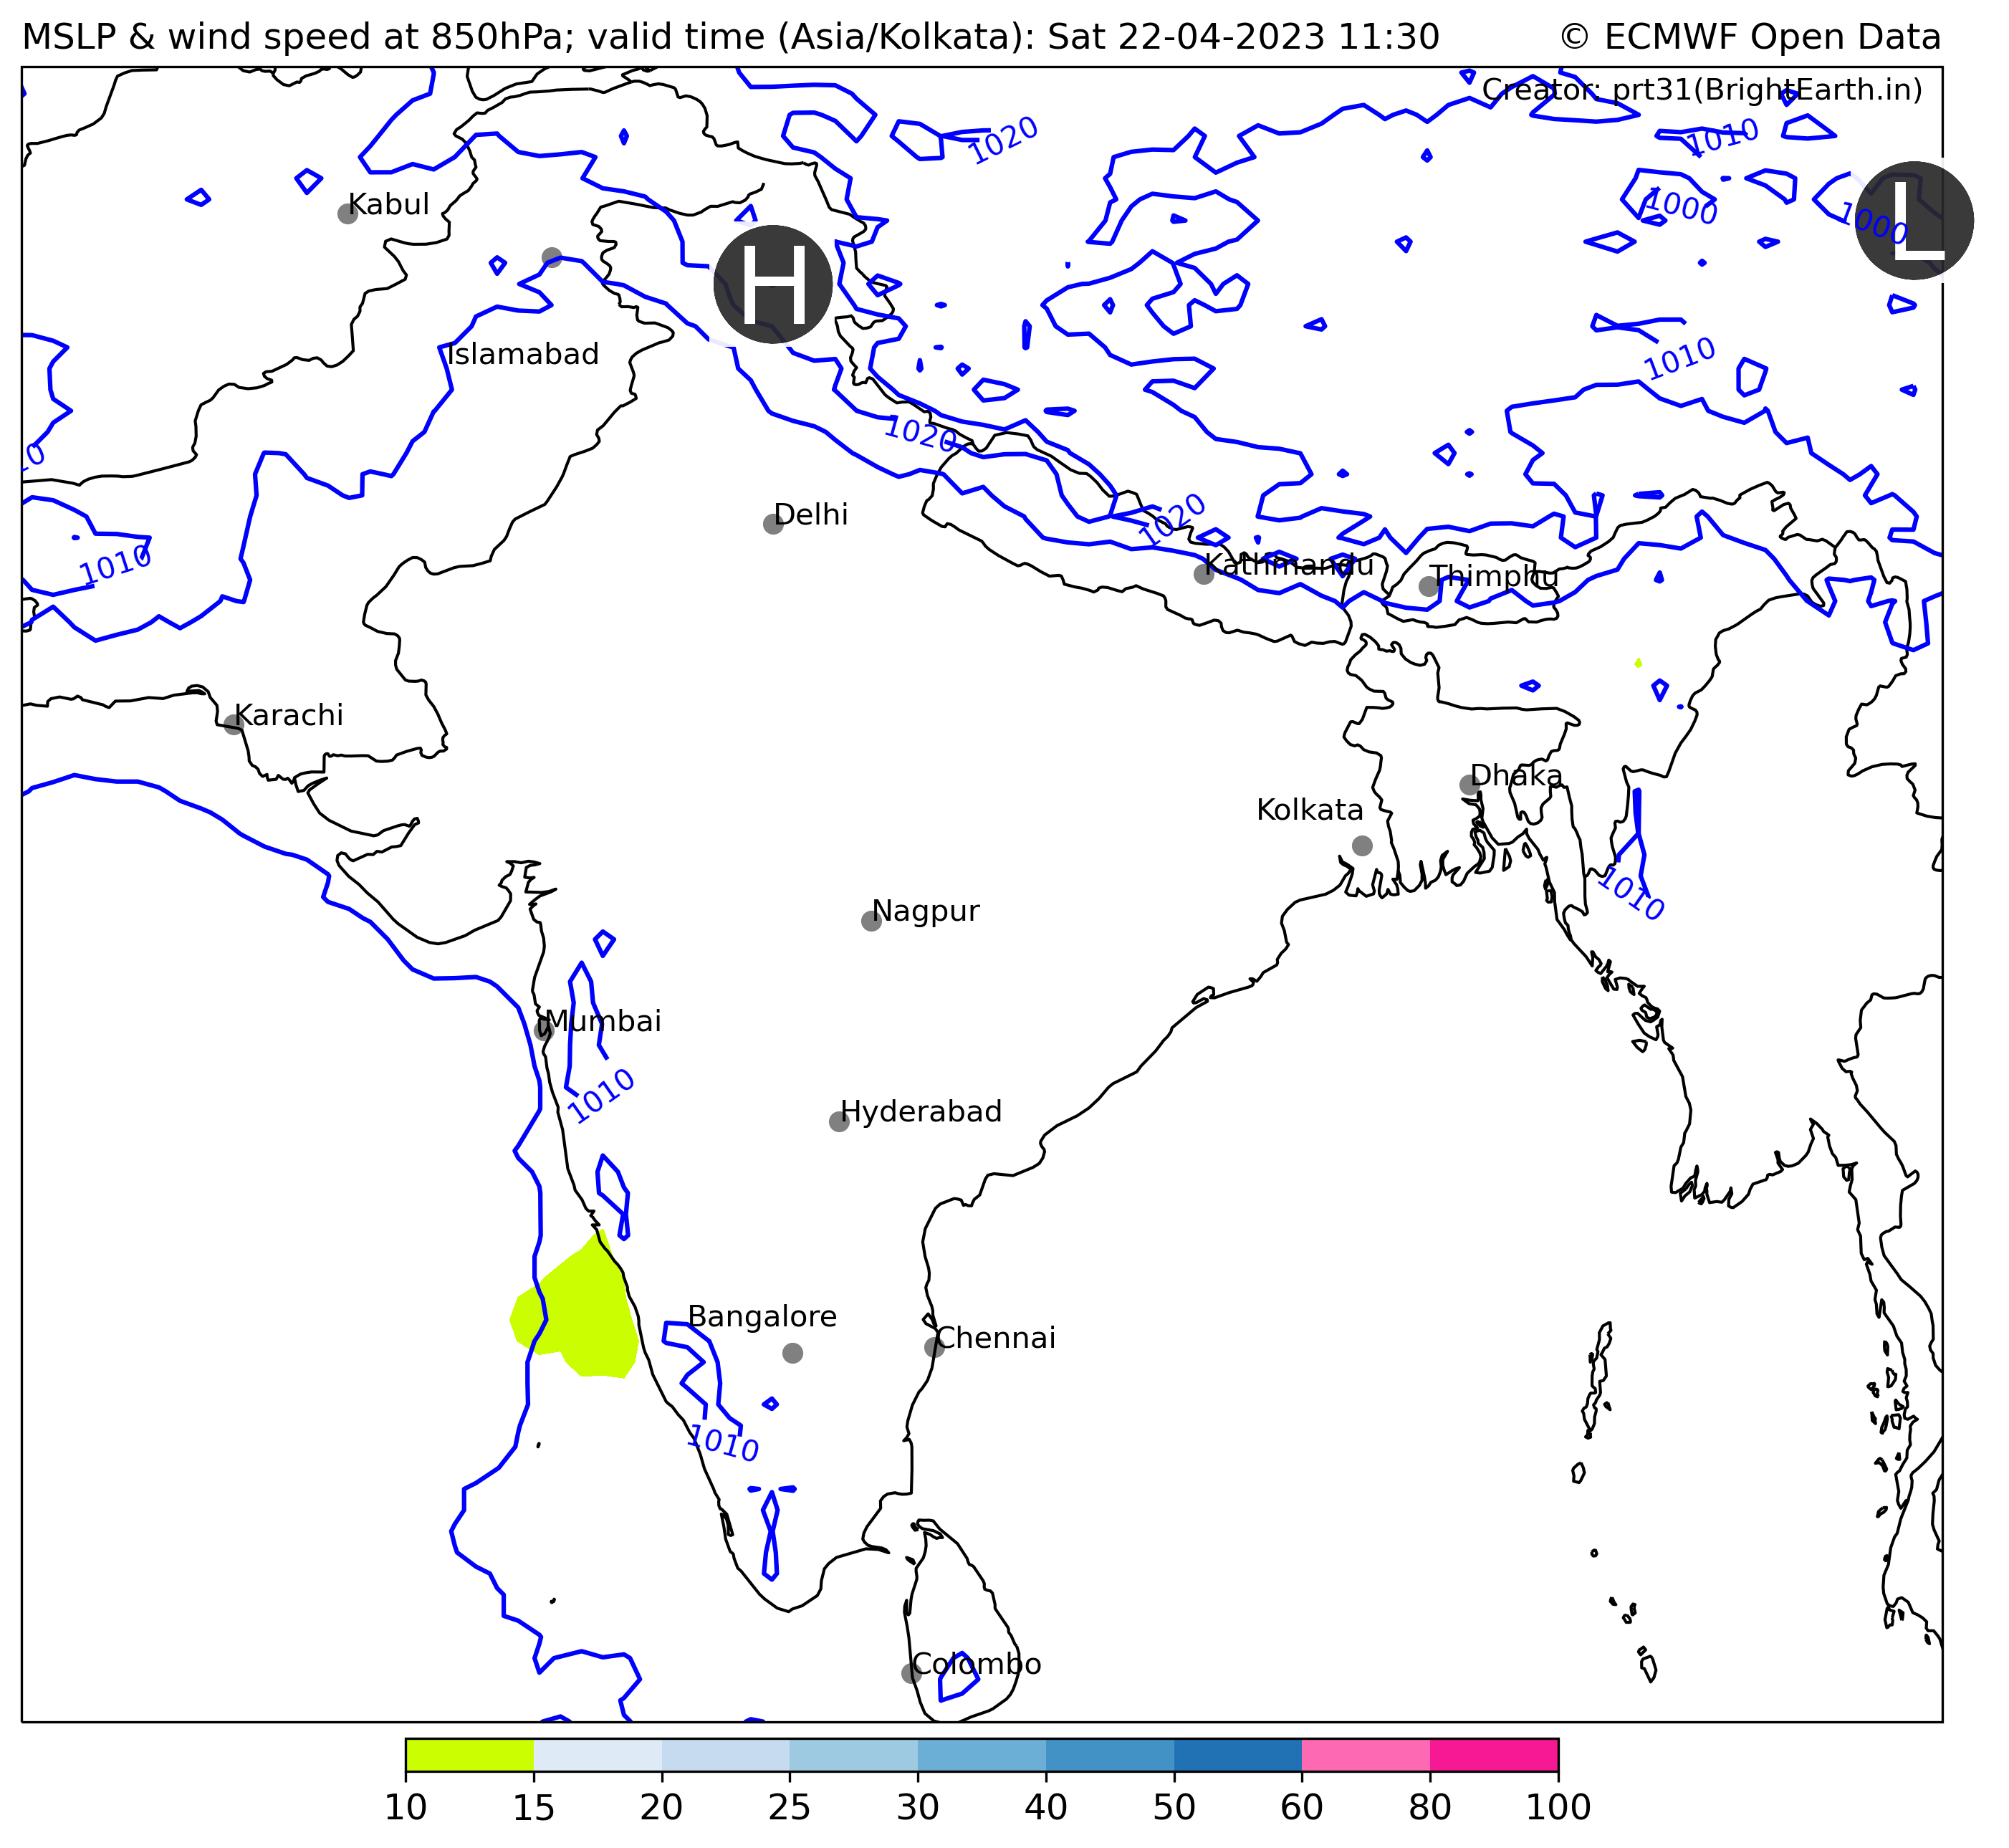 MSLP & wind speed at 850hPa; valid time (Asia/Kolkata): Sat 22-04-2023 11:30 © ECMWF Open Data
Creator: prt31(BrightEarth.in)
1020
1010
Kabul
1000
1000
L
H
Islamabad
1010
1020
10
Delhi
1020
1010
Kathmandu
Thimphu
Karachi
Dhaka
Kolkata
1010
Nagpur
Mumbai
1010
Hyderabad
Bangalore
Chennai
1010
Colombo
10 15 20 25 30 40 50 60 80 100